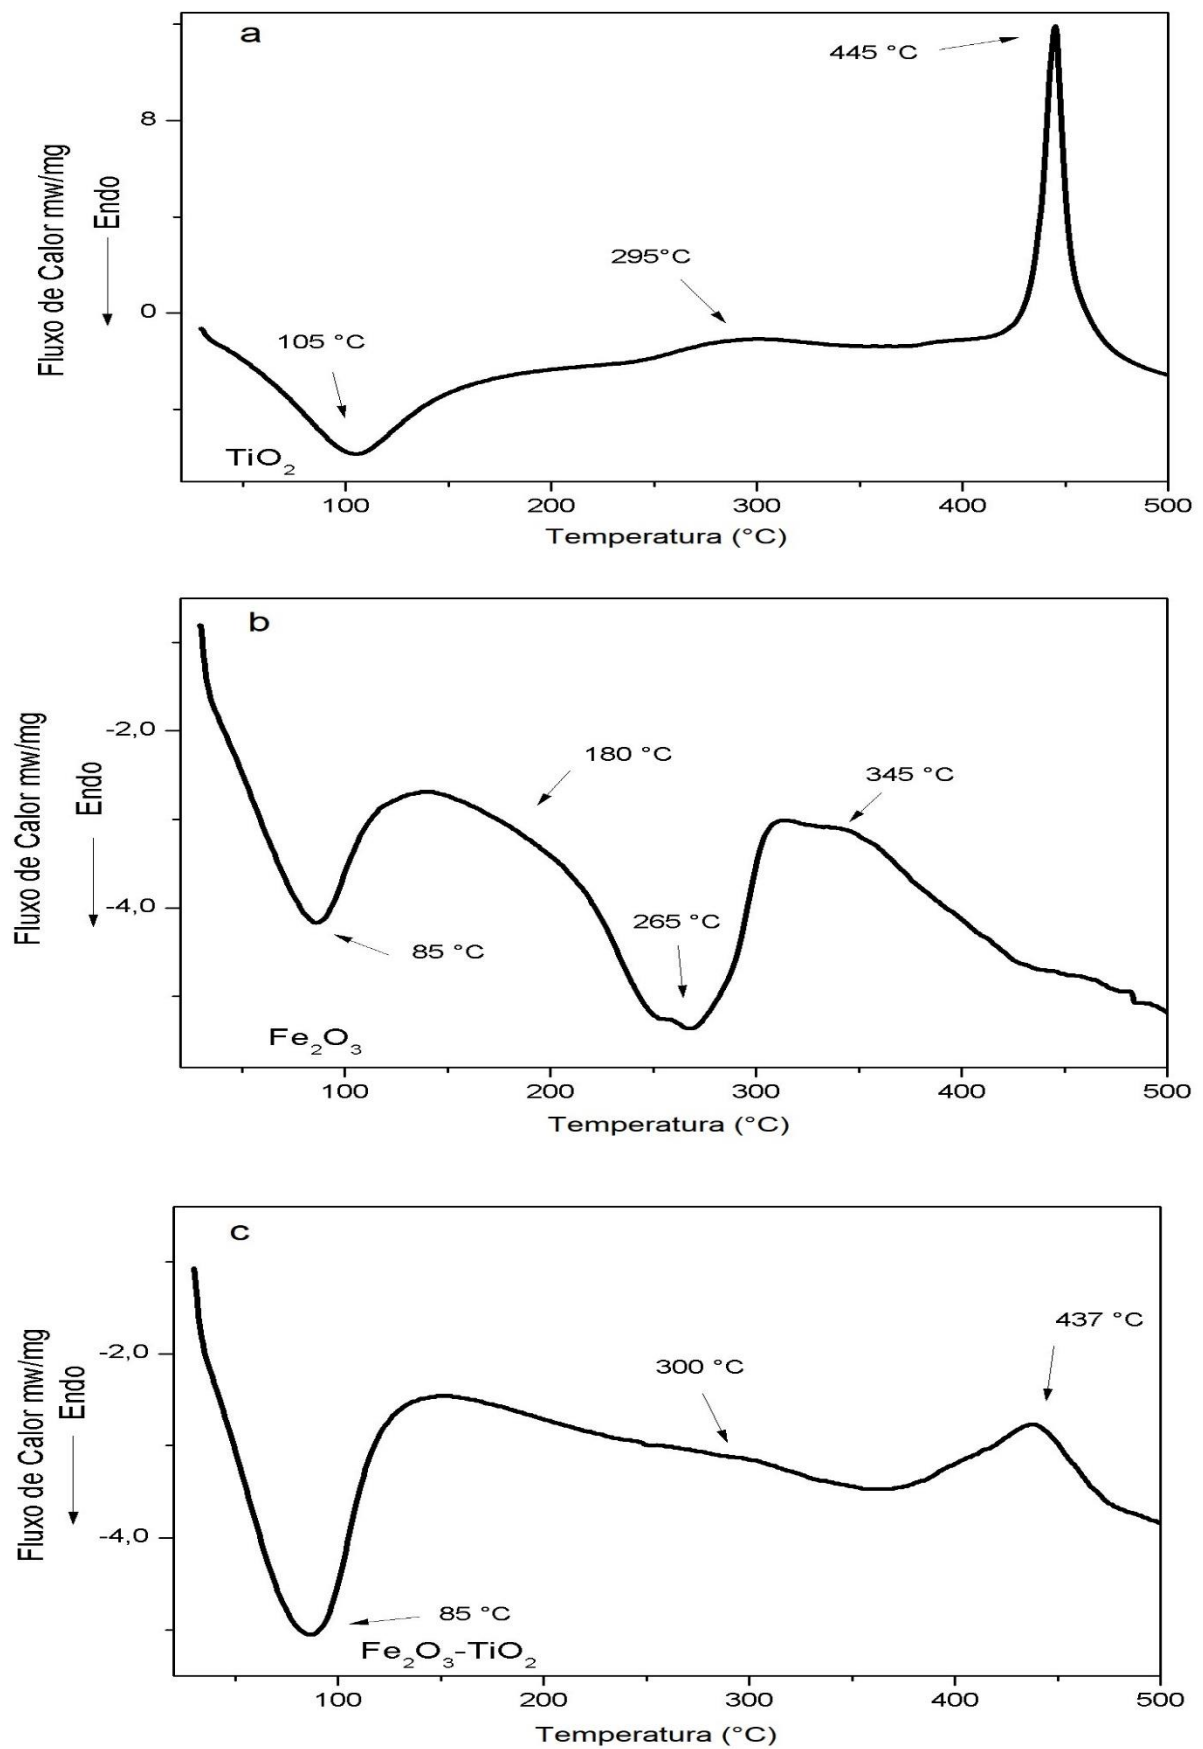 a
445 °C
8
Fluxo de Calor mw/mg
Endo
295°C
0
105 °C
TiO₂
100 200 300 400 500
Temperatura (°C)
b
-2,0
180 °C
345 °C
Fluxo de Calor mw/mg
Endo
-4,0
265 °C
85 °C
Fe₂O₃
100 200 300 400 500
Temperatura (°C)
c
437 °C
-2,0
300 °C
Fluxo de Calor mw/mg
Endo
-4,0
85 °C
Fe₂O₃-TiO₂
100 200 300 400 500
Temperatura (°C)